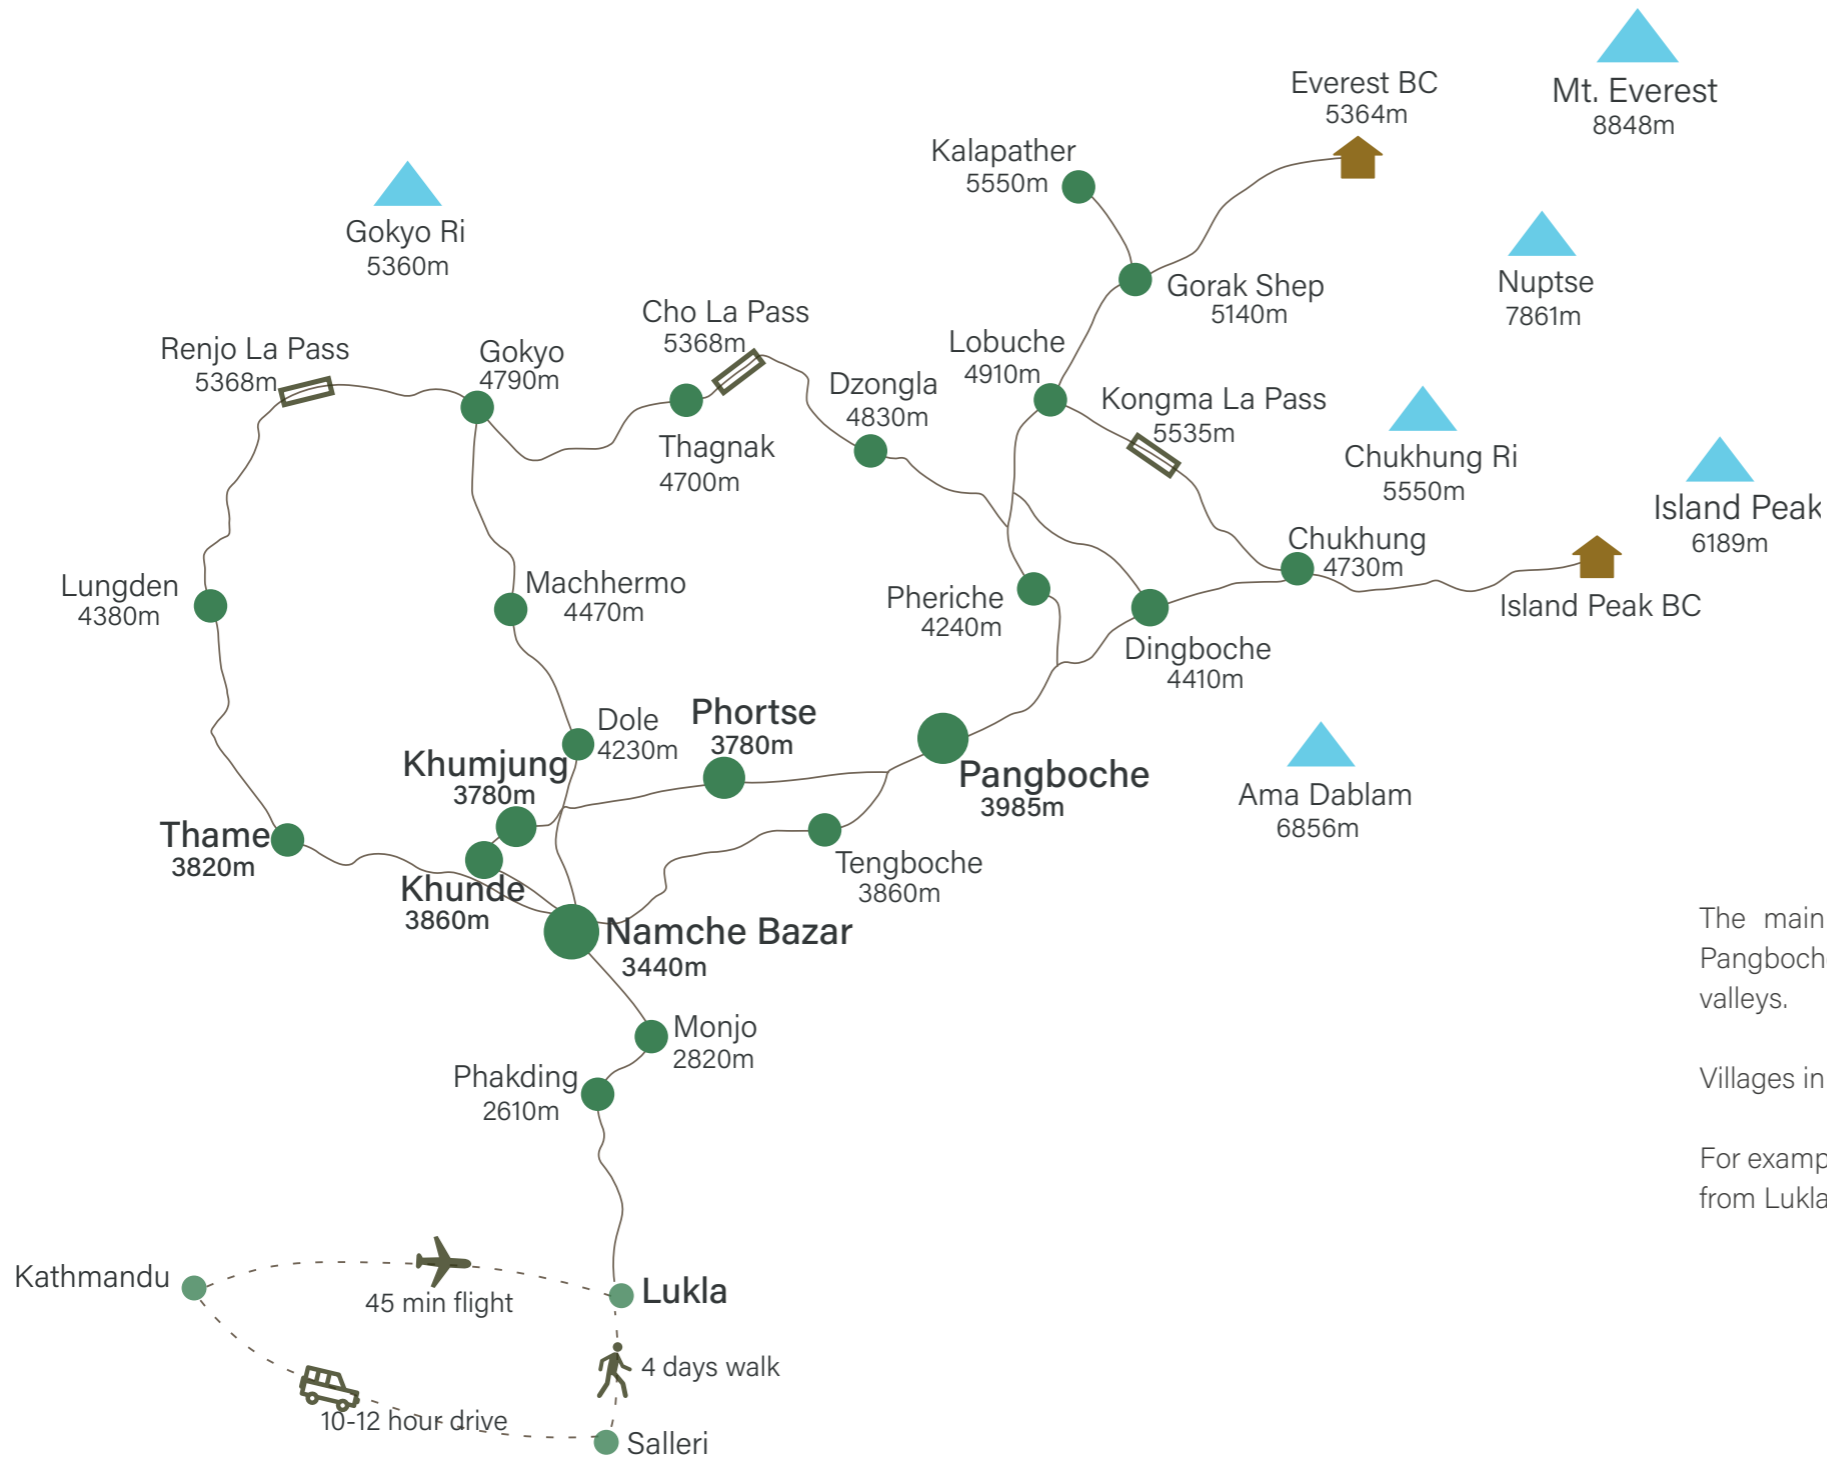 Mt. Everest
8848m
Everest BC
5364m
Kalapather
5550m
Gokyo Ri
5360m
Nuptse
7861m
Gorak Shep
5140m
Cho La Pass
5368m
Renjo La Pass
5368m
Gokyo
4790m
Lobuche
4910m
Dzongla
4830m
Kongma La Pass
5535m
Thagnak
4700m
Chukhung Ri
5550m
Island Peak
6189m
Chukhung
4730m
Lungden
4380m
Machhermo
4470m
Pheriche
4240m
Island Peak BC
Dingboche
4410m
Dole
4230m
Phortse
3780m
Khumjung
3780m
Pangboche
3985m
Ama Dablam
6856m
Thame
3820m
Tengboche
3860m
Khunde
3860m
Namche Bazar
3440m
The main
Pangboch
valleys.
Monjo
2820m
Phakding
2610m
Villages in
For examp
from Lukla
Kathmandu
45 min flight
Lukla
4 days walk
10-12 hour drive
Salleri